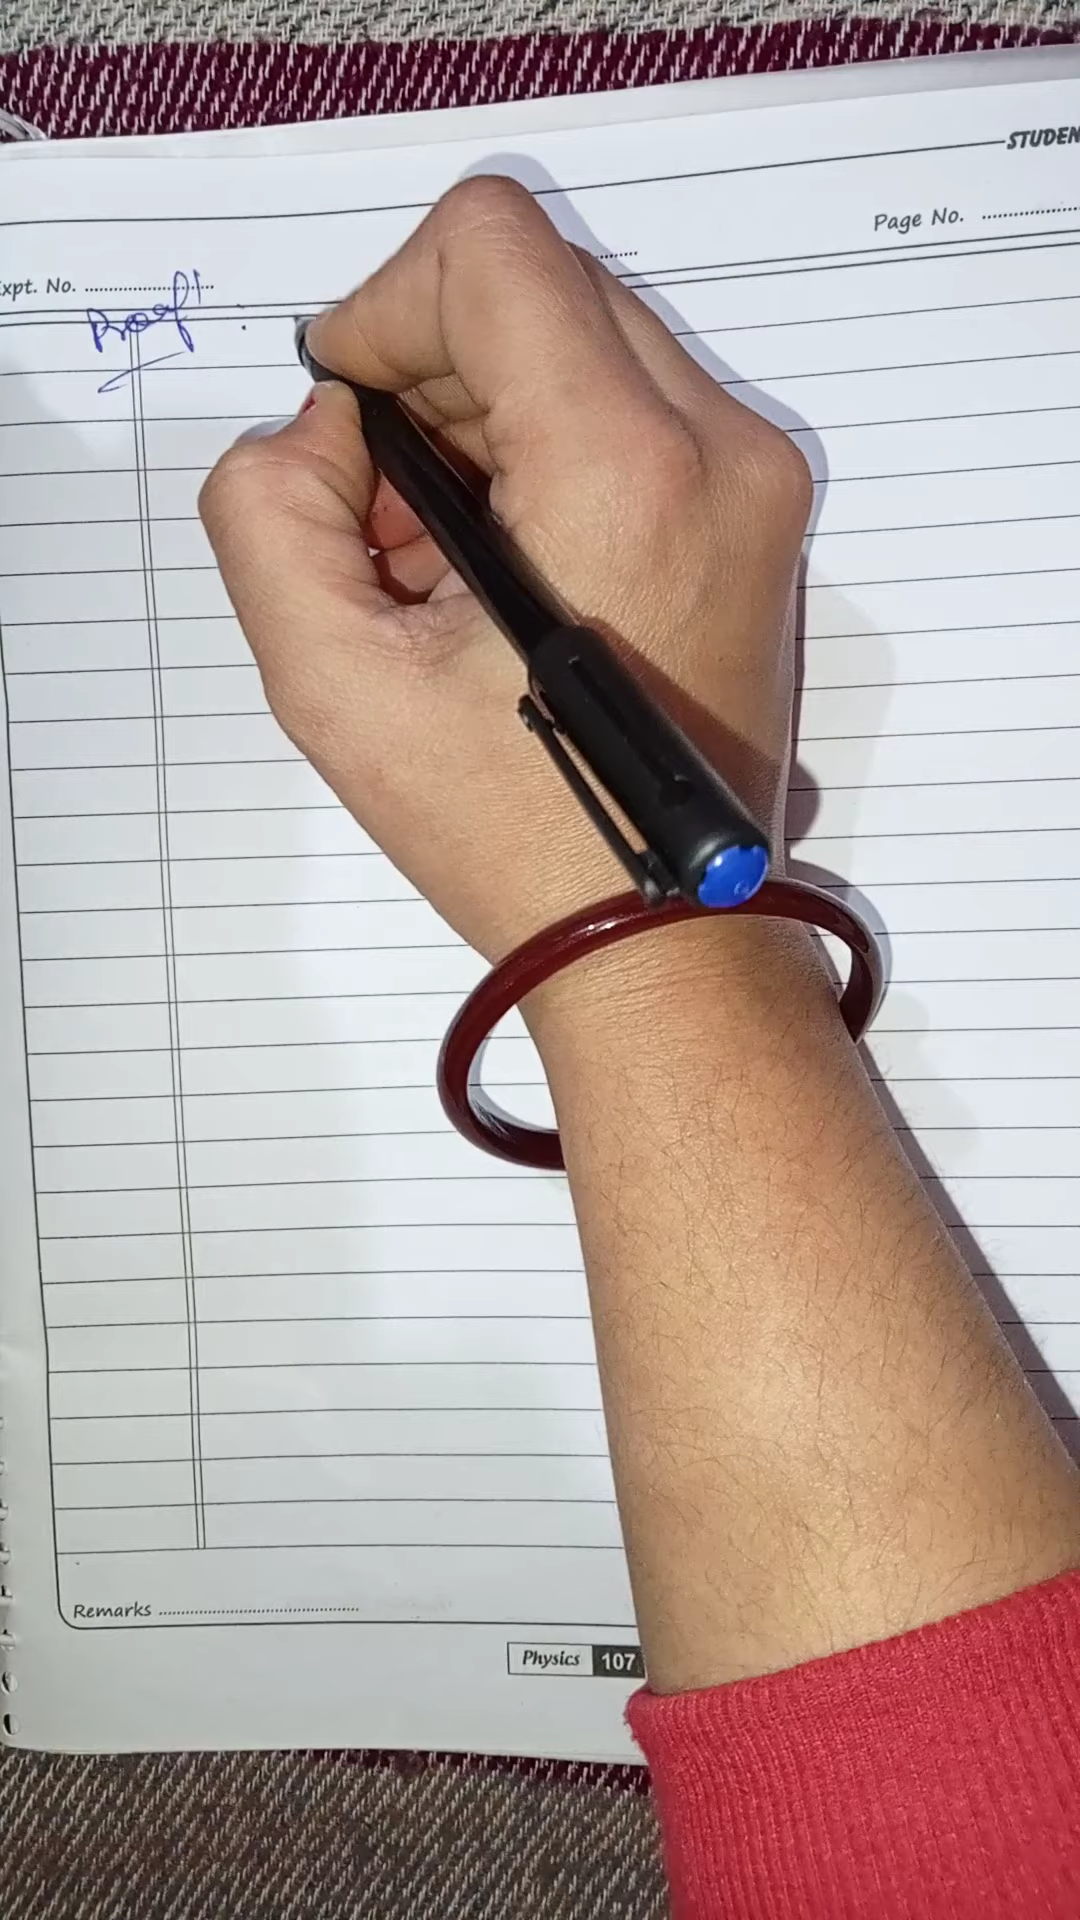 STUDEN
Page No. ..................
Expt. No. ..........................
Proof! :
Remarks ........................................
Physics 107